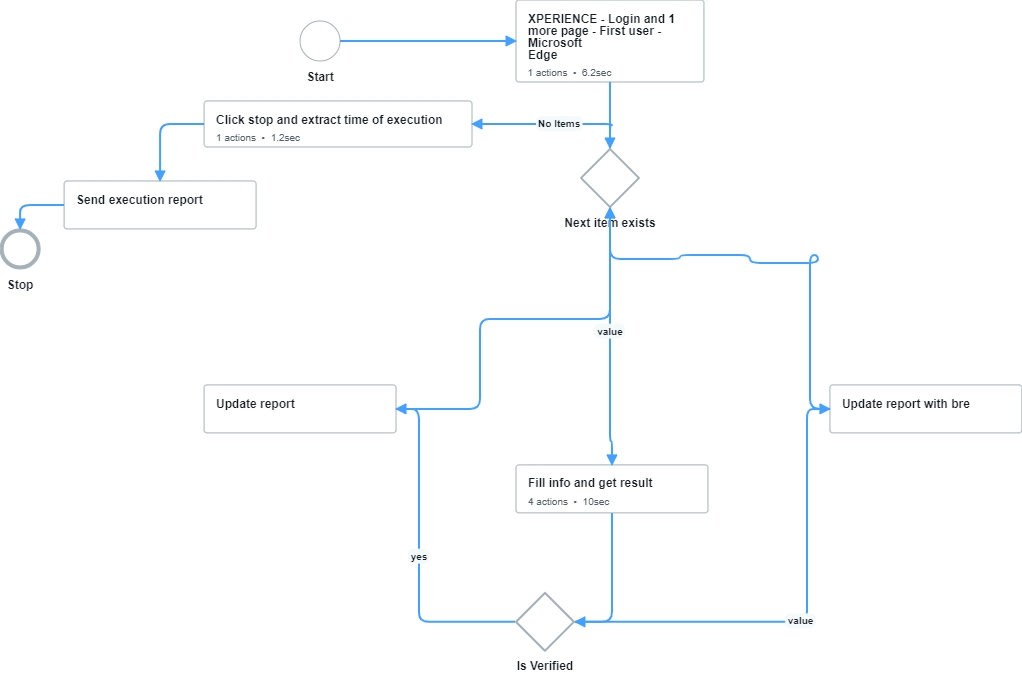 XPERIENCE - Login and 1
more page - First user -
Microsoft
Edge
1 actions • 6.2sec
Start
Click stop and extract time of execution
1 actions • 1.2sec
No Items
Send execution report
Next item exists
Stop
value
Update report
Update report with bre
Fill info and get result
4 actions • 10sec
yes
value
Is Verified